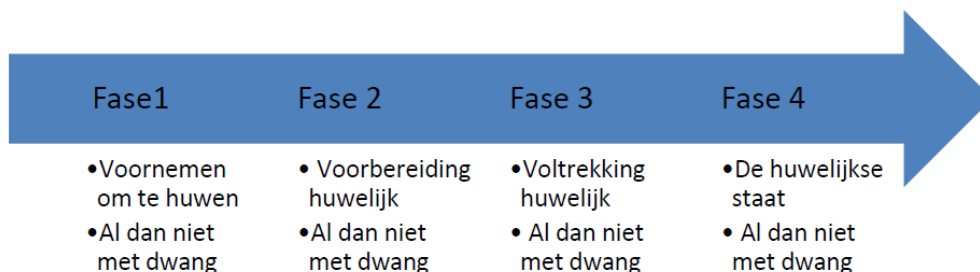 Fase1
Fase 2
Fase 3
Fase 4
•Voornemen
om te huwen
•Al dan niet
met dwang
• Voorbereiding
huwelijk
•Al dan niet
met dwang
•Voltrekking
huwelijk
• Al dan niet
met dwang
•De huwelijkse
staat
• Al dan niet
met dwang